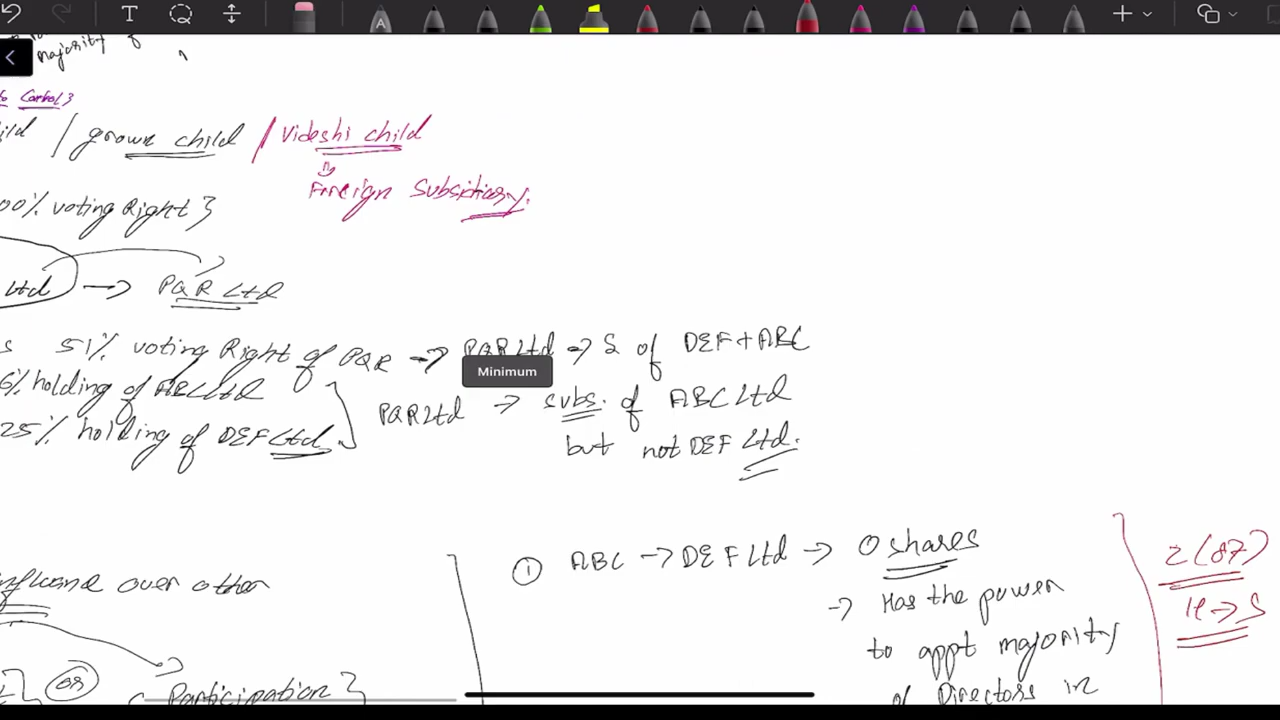 majority of
Control}
/ grown child / Videshi child
Foreign Subsidiary.
00% voting Right}
Ltd → PQR Ltd
s 51% voting Right of PQR → PQR Ltd → S of DEF+ABC
Minimum
6% holding of ABC Ltd
PQR Ltd → subs. of ABC Ltd
25% holding of DEF Ltd.
but not DEF Ltd.
① ABC → DEF Ltd → 0 shares
2(87)
over other
→ Has the power
H → S
to appt majority
or Participation}
of Directors in